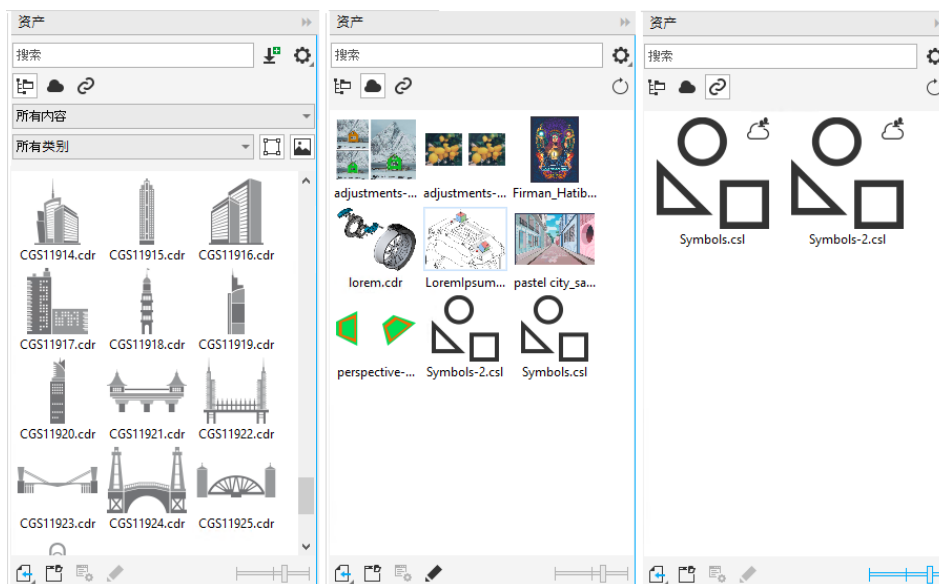 资产
搜索
所有内容
所有类别
CGS11914.cdr CGS11915.cdr CGS11916.cdr
CGS11917.cdr CGS11918.cdr CGS11919.cdr
CGS11920.cdr CGS11921.cdr CGS11922.cdr
CGS11923.cdr CGS11924.cdr CGS11925.cdr
资产
搜索
adjustments-... adjustments-... Firman_Hatib...
lorem.cdr LoremIpsum... pastel city_sa...
perspective-... Symbols-2.csl Symbols.csl
资产
搜索
Symbols.csl Symbols-2.csl